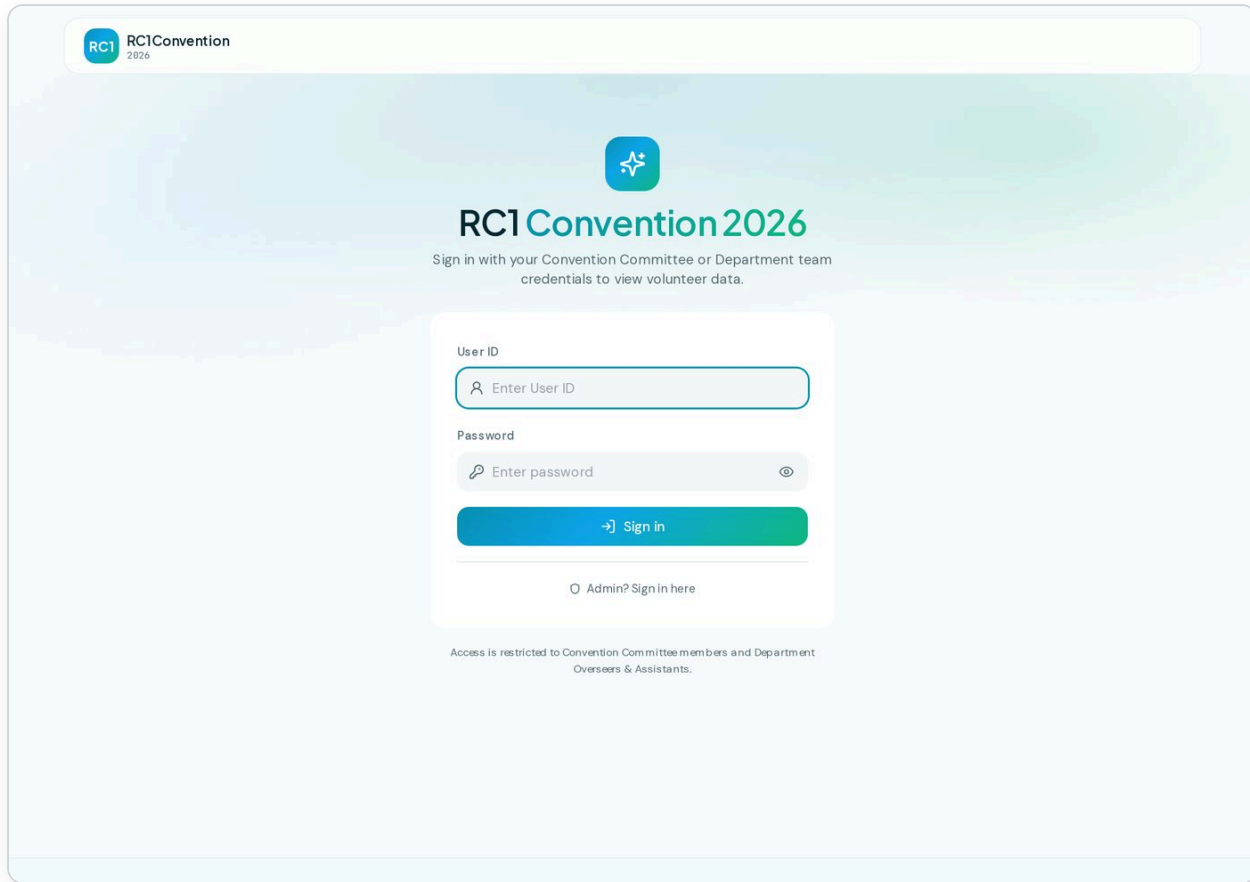 RC1
RC1Convention
2026
RC1 Convention 2026
Sign in with your Convention Committee or Department team
credentials to view volunteer data.
User ID
Enter User ID
Password
Enter password
Sign in
Admin? Sign in here
Access is restricted to Convention Committee members and Department
Overseers & Assistants.